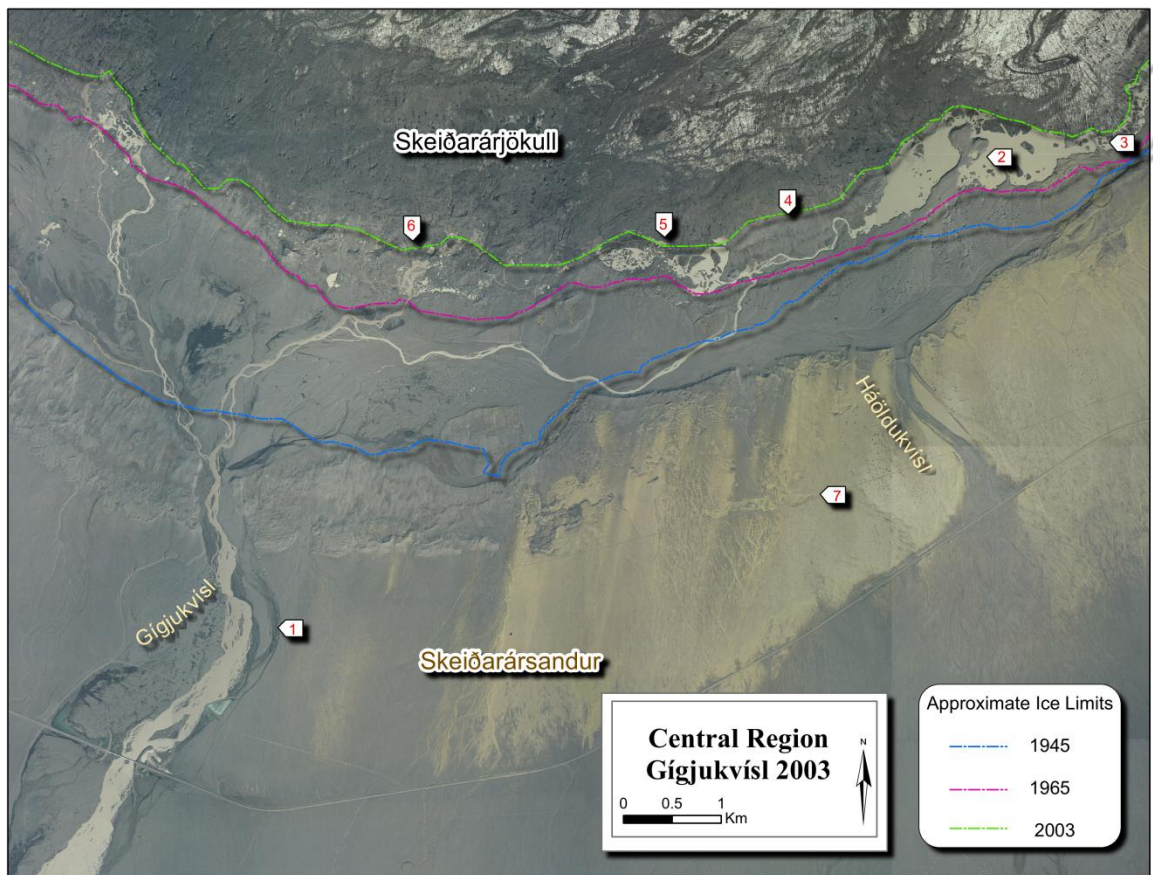 Skeiðarárjökull
3
2
4
5
6
Háöldukvísl
7
Gígjukvísl
1
Skeiðarársandur
Central Region
Gígjukvísl 2003
N
0 0.5 1
Km
Approximate Ice Limits
1945
1965
2003